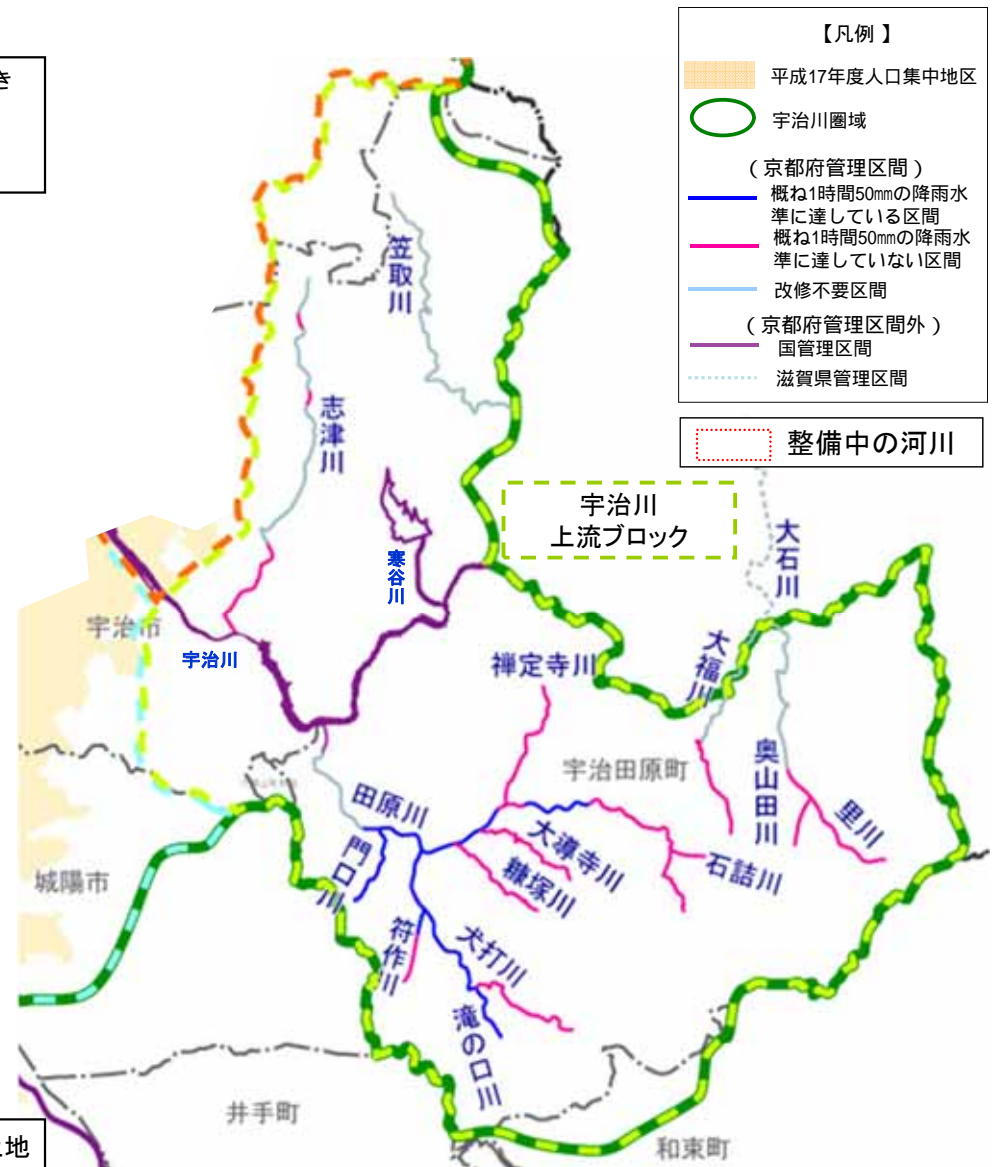 き
【凡例】
平成17年度人口集中地区
宇治川圏域
(京都府管理区間)
概ね1時間50mmの降雨水
準に達している区間
概ね1時間50mmの降雨水
準に達していない区間
改修不要区間
(京都府管理区間外)
国管理区間
滋賀県管理区間
整備中の河川
笠取川
志津川
宇治川
上流ブロック
大石川
寒谷川
宇治市
宇治川
禅定寺川
大福川
宇治田原町
奥山田川
里川
田原川
大導寺川
石詰川
門口川
糠塚川
城陽市
符作川
犬打川
滝の口川
井手町
和束町
地